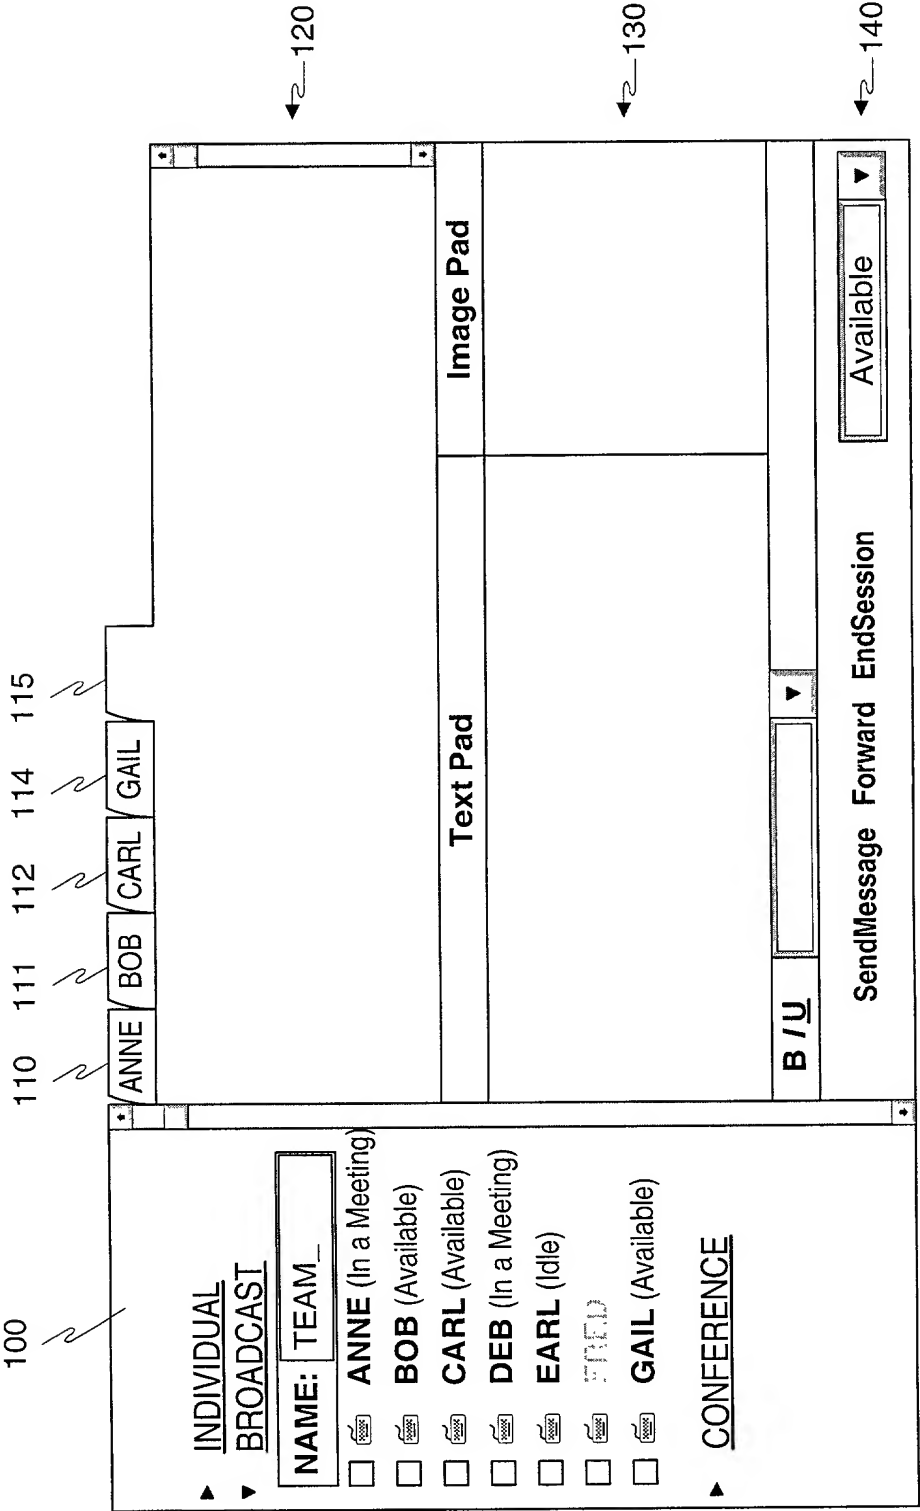 100
110
111
112
114
115
ANNE
BOB
CARL
GAIL
INDIVIDUAL
BROADCAST
NAME: TEAM_
ANNE (In a Meeting)
BOB (Available)
CARL (Available)
DEB (In a Meeting)
EARL (Idle)
FRED
GAIL (Available)
CONFERENCE
120
Text Pad
Image Pad
130
B I U
SendMessage Forward EndSession
Available
140